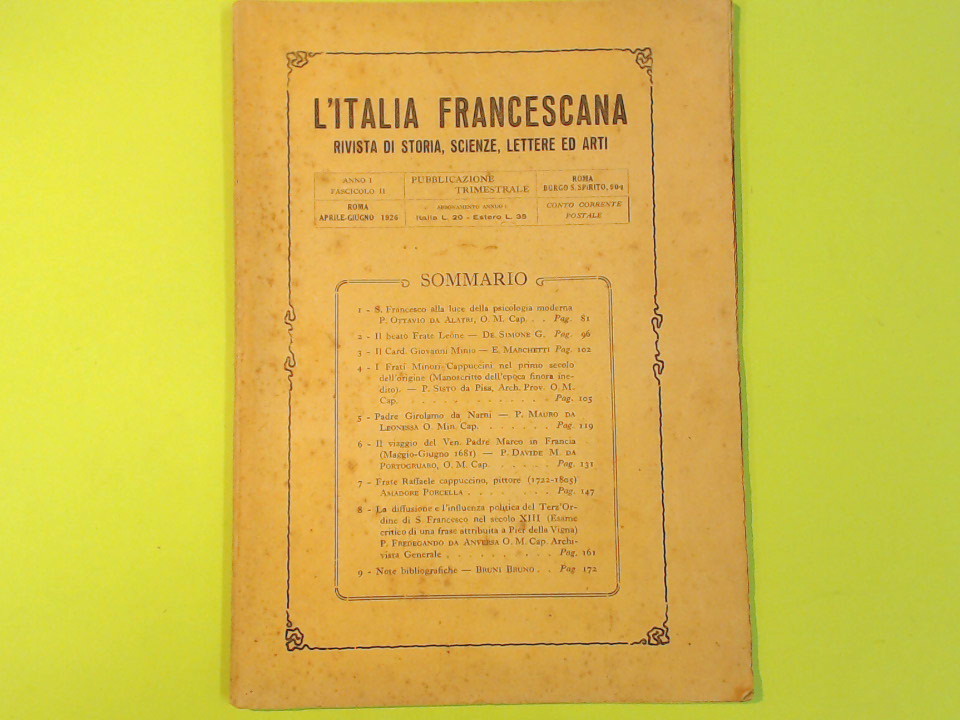 L'ITALIA FRANCESCANA
RIVISTA DI STORIA, SCIENZE, LETTERE ED ARTI
ANNO I
FASCICOLO II
PUBBLICAZIONE
TRIMESTRALE
ROMA
BORGO S. SPIRITO, 80-1
ROMA
APRILE-GIUGNO 1926
ABBONAMENTO ANNUO:
Italia L. 20 - Estero L. 35
CONTO CORRENTE
POSTALE
SOMMARIO
1 - S. Francesco alla luce della psicologia moderna
P. OTTAVIO DA ALATRI, O. M. Cap. . . Pag. 81
2 - Il beato Frate Leone — DE SIMONE G. Pag. 96
3 - Il Card. Giovanni Minio — E. MARCHETTI Pag. 102
4 - I Frati Minori Cappuccini nel primo secolo
dell'origine (Manoscritto dell'epoca finora ine-
dito). — P. SISTO da Pisa, Arch. Prov. O. M.
Cap. . . . . . . . . . . . . Pag. 105
5 - Padre Girolamo da Narni — P. MAURO DA
LEONESSA O. Min. Cap. . . . . . . Pag. 119
6 - Il viaggio del Ven. Padre Marco in Francia
(Maggio-Giugno 1681) — P. DAVIDE M. DA
PORTOGRUARO, O. M. Cap. . . . . . Pag. 131
7 - Frate Raffaele cappuccino, pittore (1722-1805)
AMADORE PORCELLA . . . . . . . . Pag. 147
8 - La diffusione e l'influenza politica del Terz'Or-
dine di S. Francesco nel secolo XIII (Esame
critico di una frase attribuita a Pier della Vigna)
P. FREDEGANDO DA ANVERSA O. M. Cap. Archi-
vista Generale . . . . . . . . . Pag. 161
9 - Note bibliografiche — BRUNI BRUNO . . Pag 172